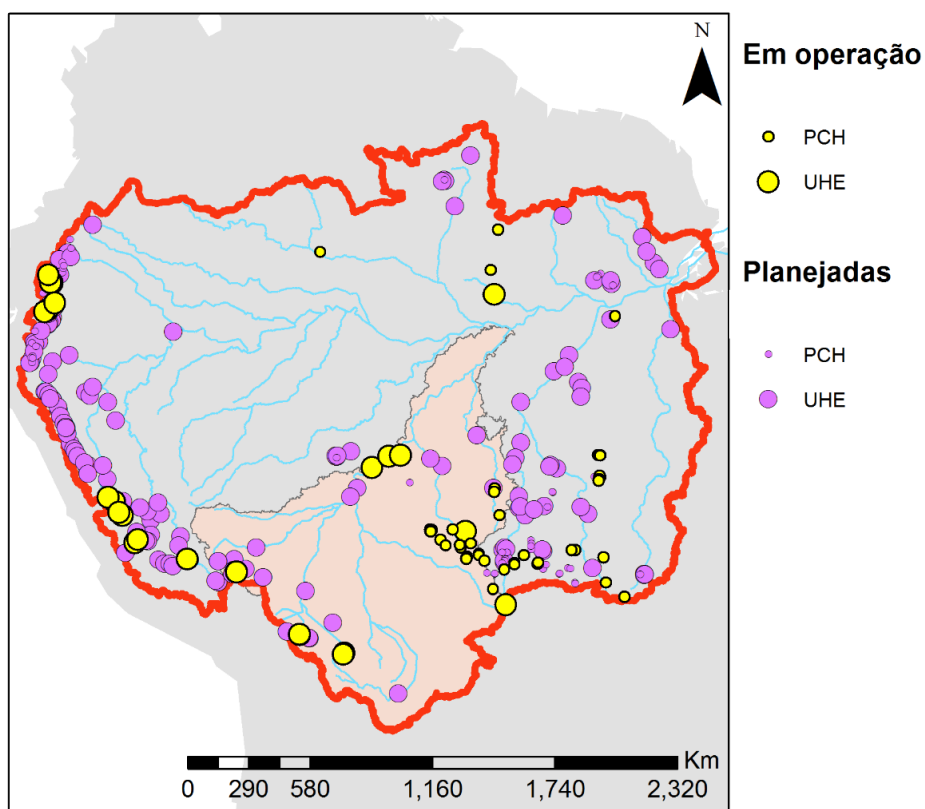 N
Em operação
PCH
UHE
Planejadas
PCH
UHE
Km
0 290 580 1,160 1,740 2,320